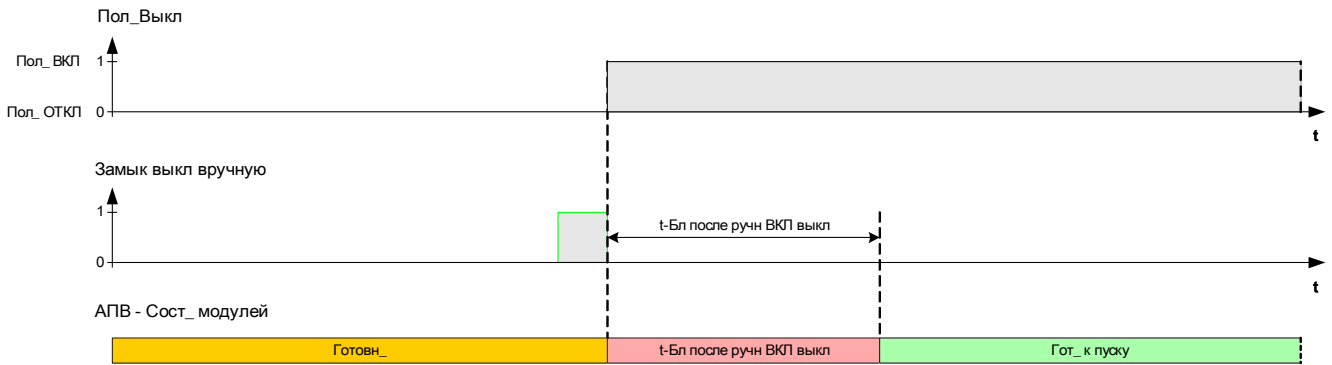 Пол_Выкл
Пол_ ВКЛ 1
Пол_ ОТКЛ 0
t
Замык выкл вручную
1
t-Бл после ручн ВКЛ выкл
0
t
АПВ - Сост_ модулей
Готовн_ t-Бл после ручн ВКЛ выкл Гот_ к пуску